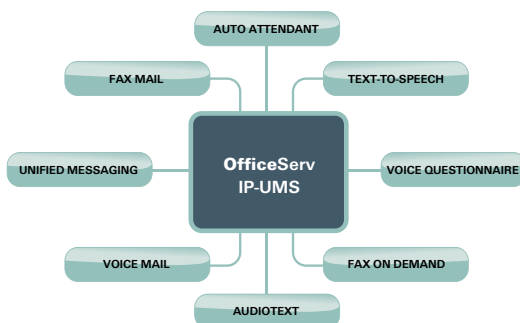 AUTO ATTENDANT
FAX MAIL
TEXT-TO-SPEECH
UNIFIED MESSAGING
OfficeServ
IP-UMS
VOICE QUESTIONNAIRE
VOICE MAIL
FAX ON DEMAND
AUDIOTEXT